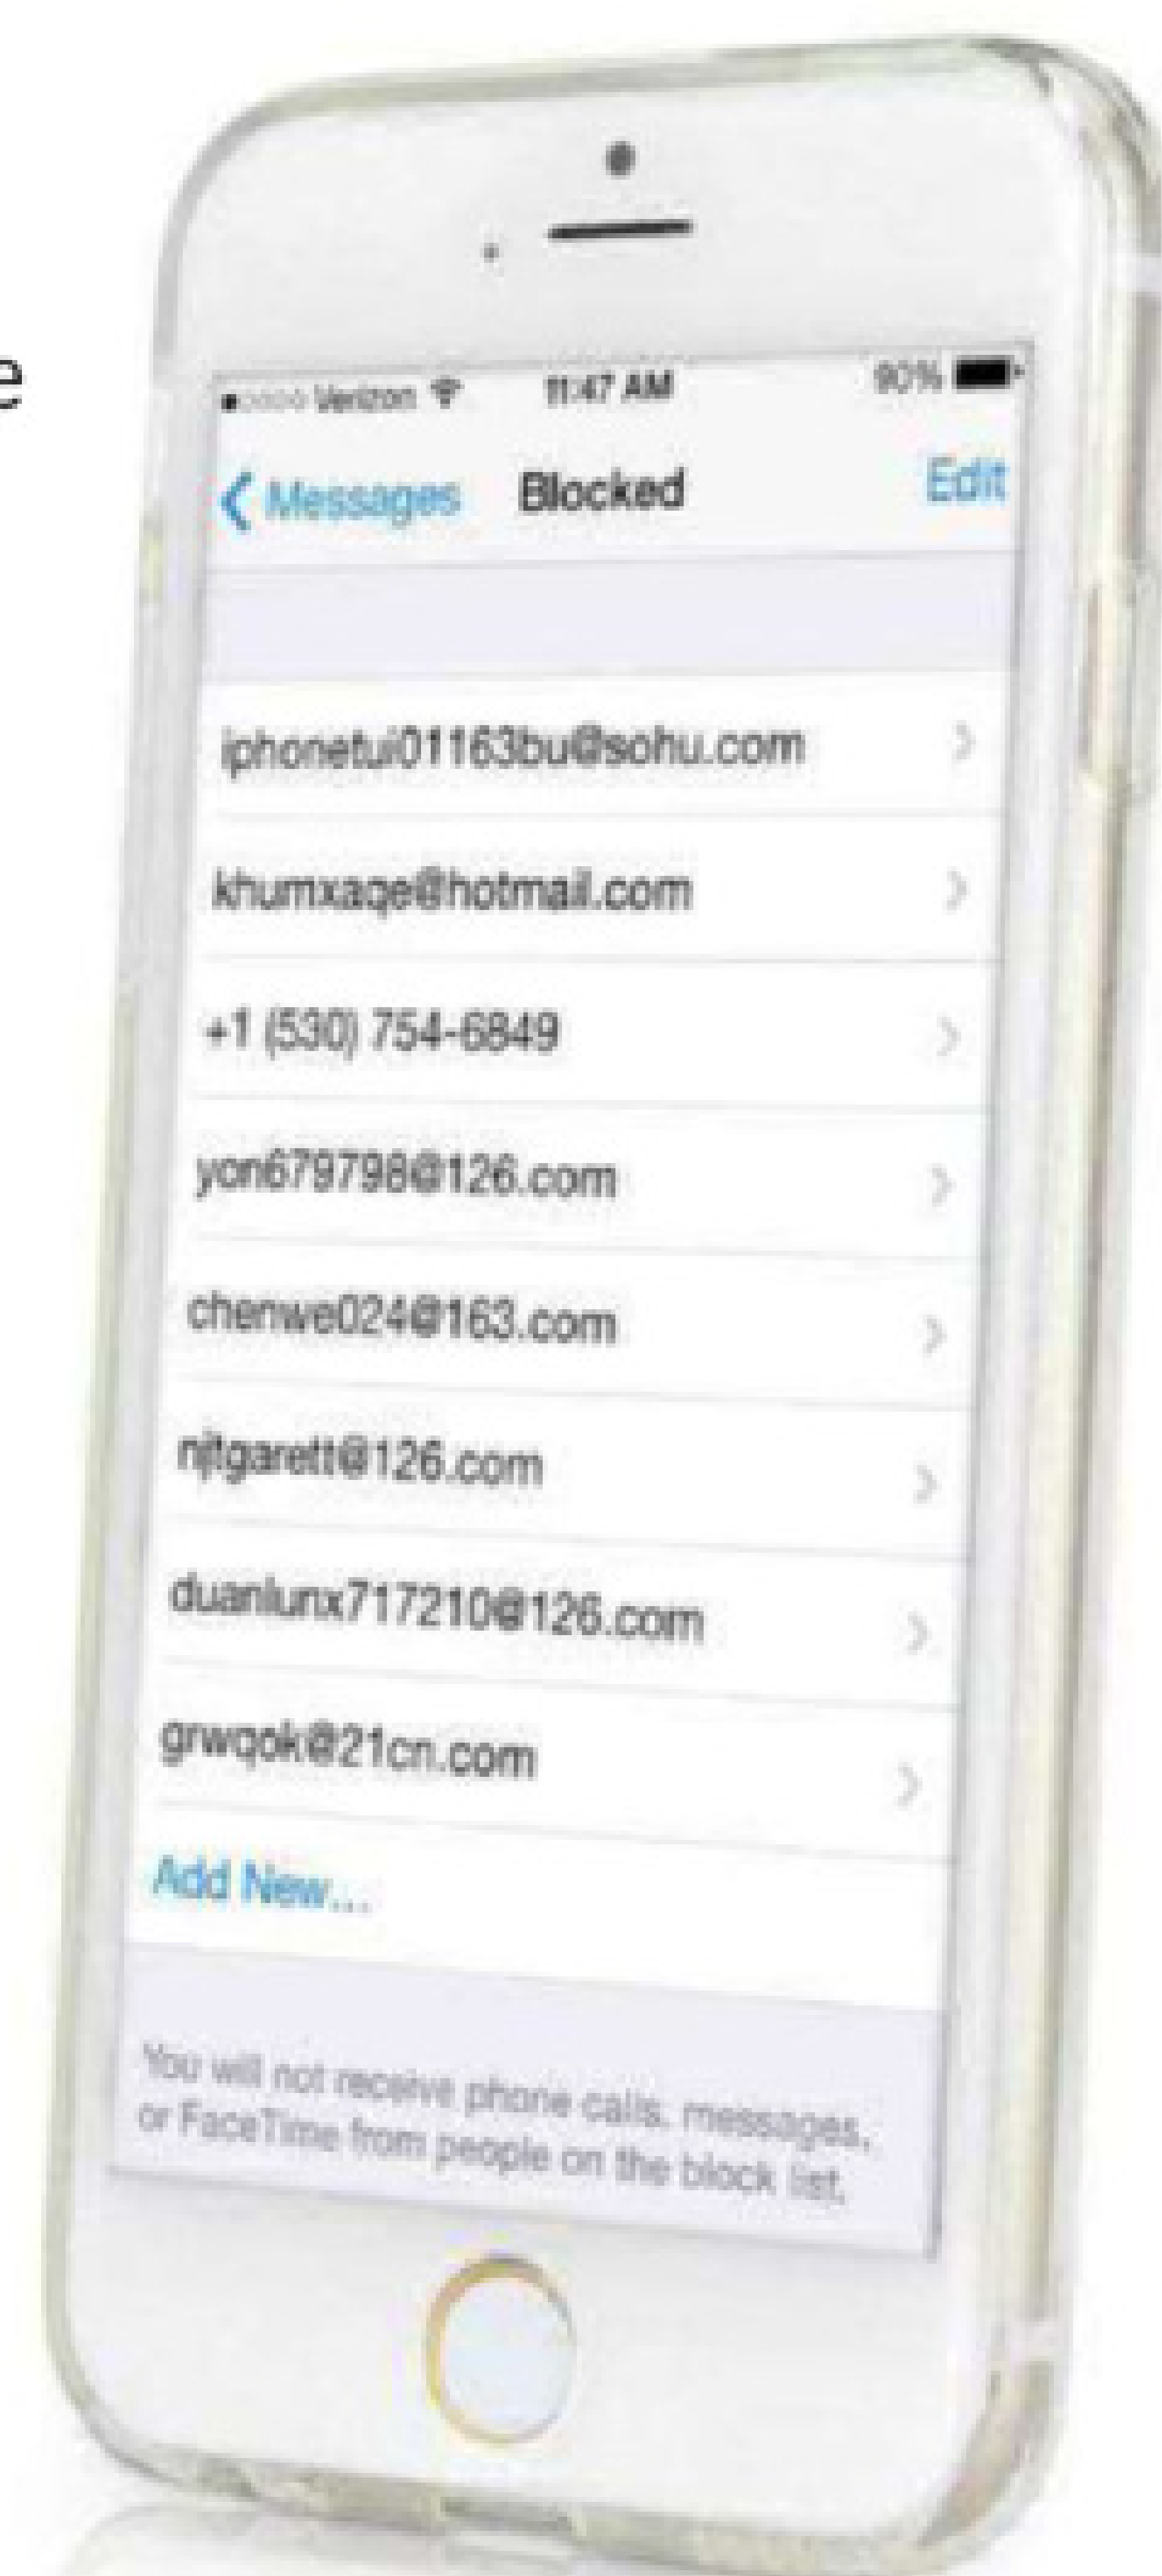 e
Verizon 11:47 AM 90%
Messages Blocked Edit
iphonetui01163bu@sohu.com
khumxaqe@hotmail.com
+1 (530) 754-6849
yon679798@126.com
chenwe024@163.com
njtgarett@126.com
duanlunx717210@126.com
grwqok@21cn.com
Add New...
You will not receive phone calls, messages,
or FaceTime from people on the block list.